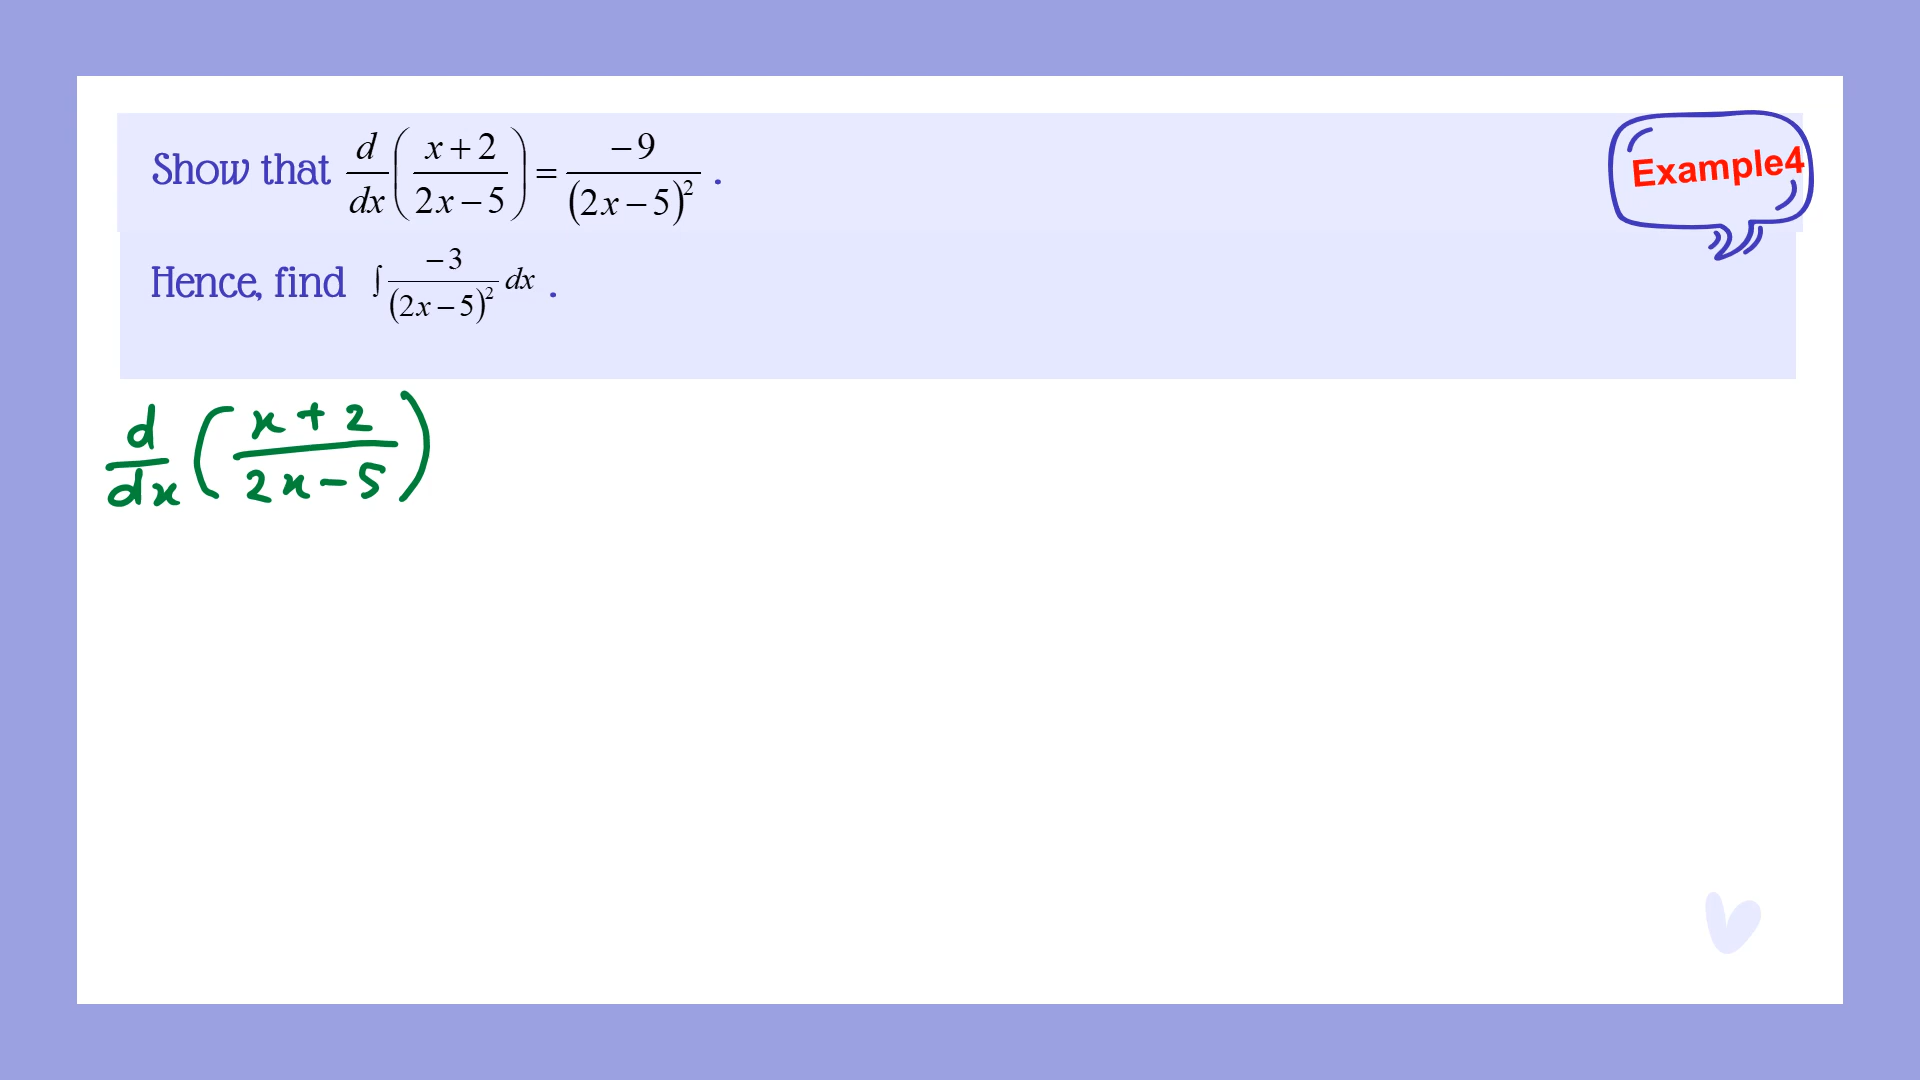 Show that d/dx ( (x + 2)/(2x − 5) ) = −9/(2x − 5)² .
Example4
Hence, find ∫ −3/(2x − 5)² dx .
d/dx ( (x + 2)/(2x − 5) )